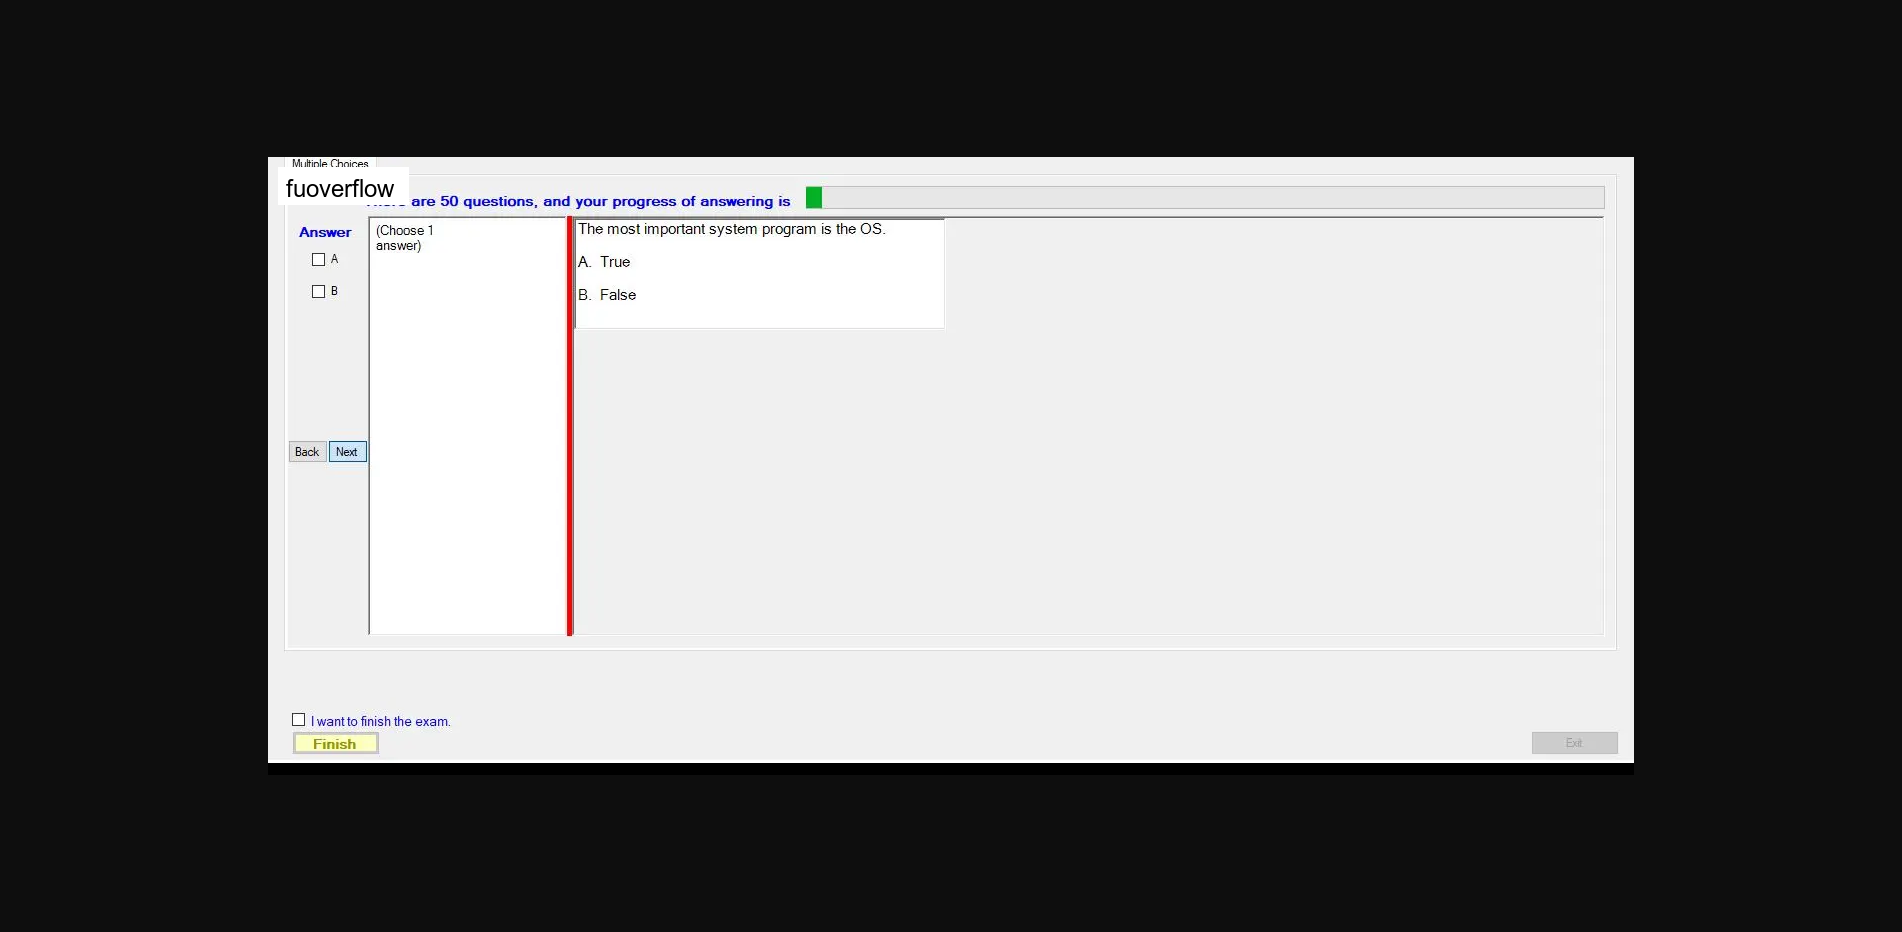 Multiple Choices
fuoverflow
are 50 questions, and your progress of answering is
Answer
A
B
(Choose 1
answer)
The most important system program is the OS.
A. True
B. False
Back Next
I want to finish the exam.
Finish
Exit